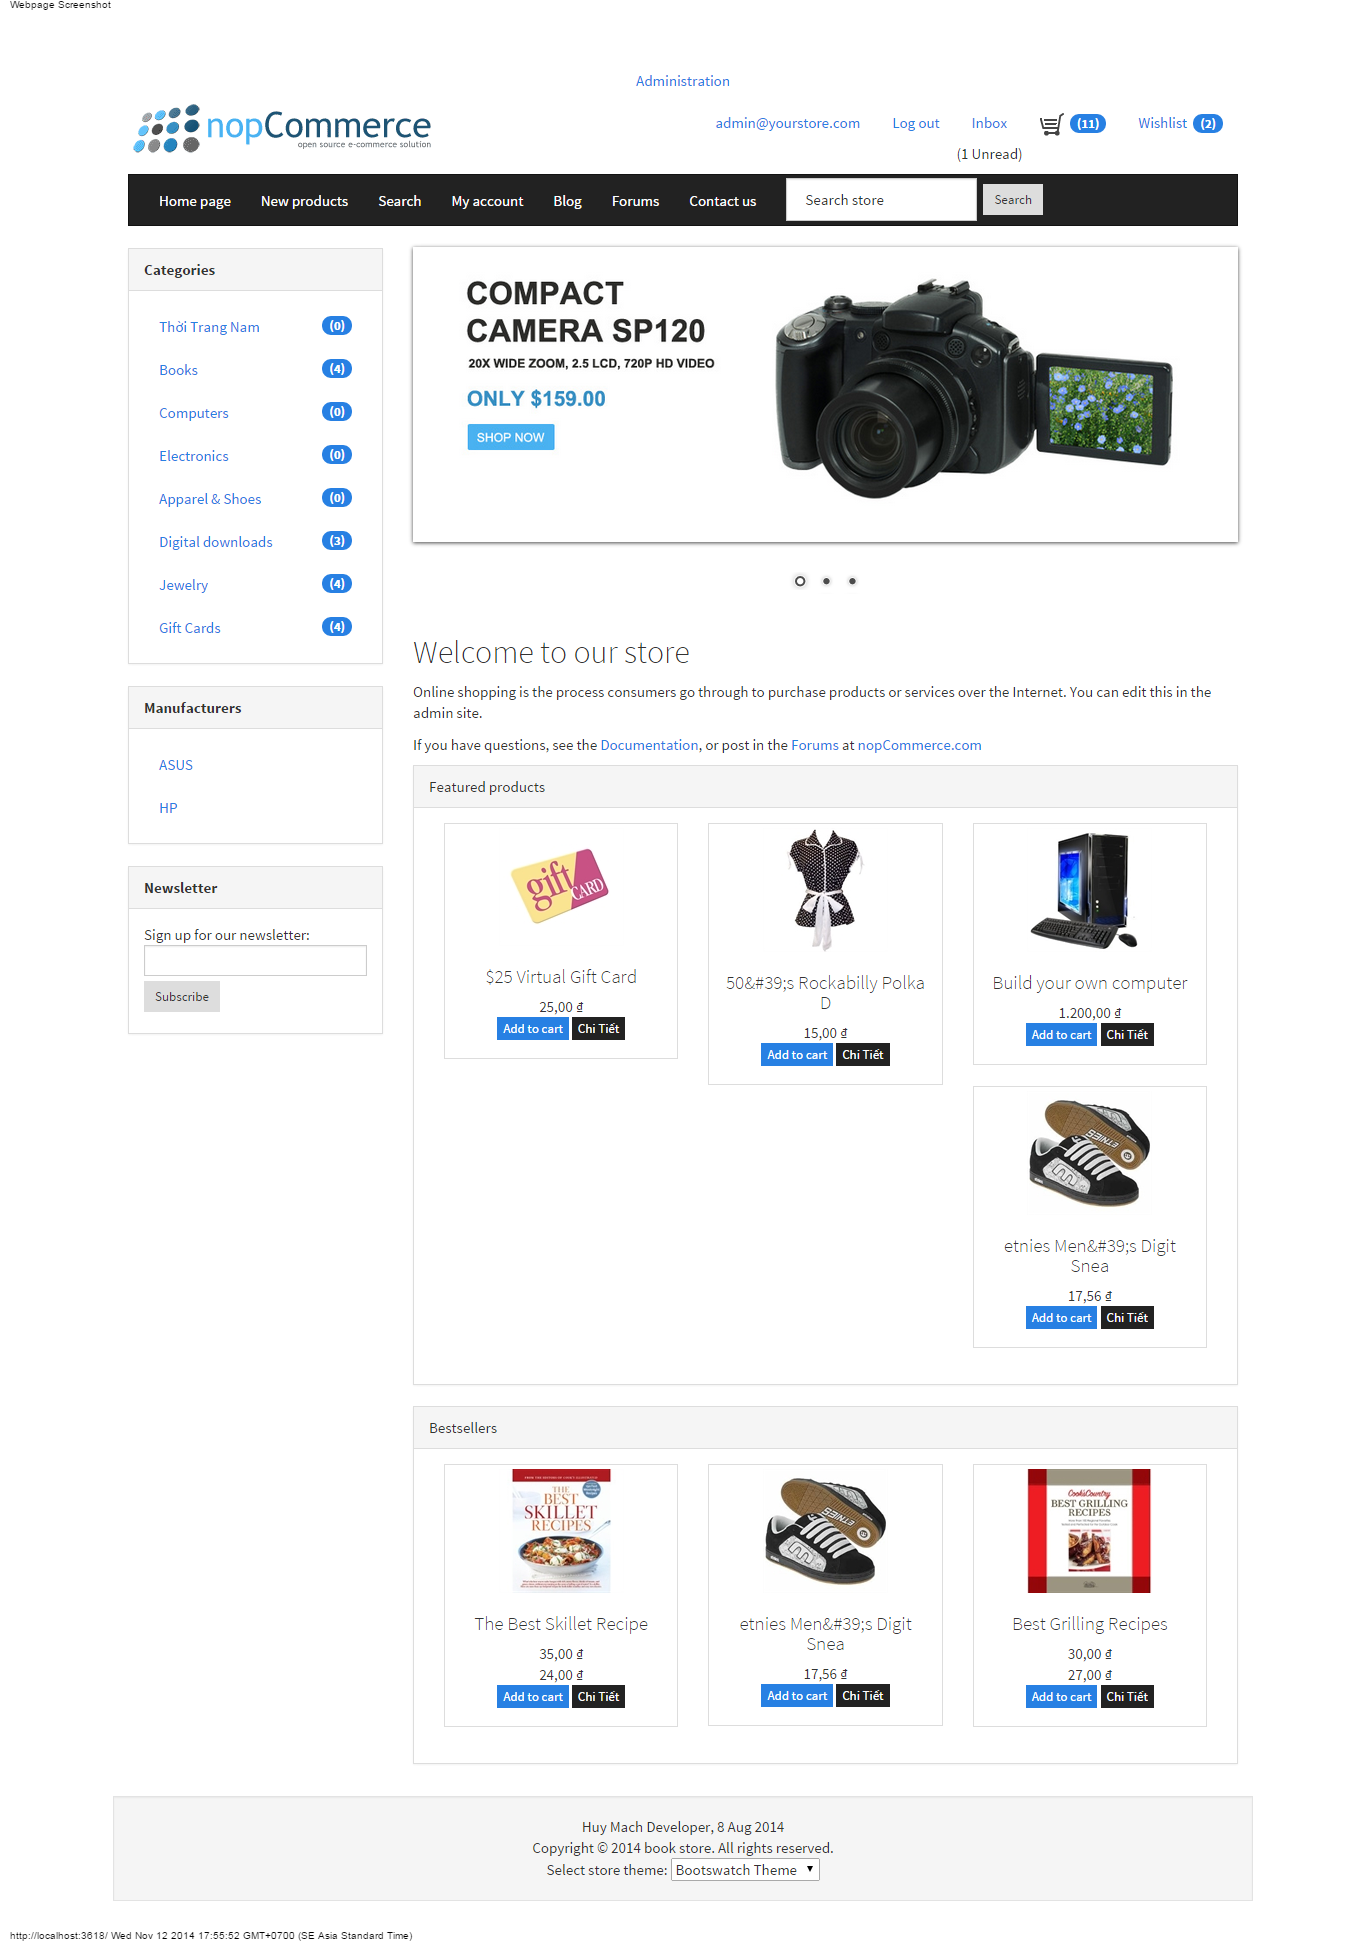 Webpage Screenshot
Administration
nopCommerce
open source e-commerce solution
admin@yourstore.com Log out Inbox (11) Wishlist (2)
(1 Unread)
Home page New products Search My account Blog Forums Contact us Search store Search
Categories
Thời Trang Nam (0)
Books (4)
Computers (0)
Electronics (0)
Apparel & Shoes (0)
Digital downloads (3)
Jewelry (4)
Gift Cards (4)
Manufacturers
ASUS
HP
Newsletter
Sign up for our newsletter:
Subscribe
COMPACT
CAMERA SP120
20X WIDE ZOOM, 2.5 LCD, 720P HD VIDEO
ONLY $159.00
SHOP NOW
Welcome to our store
Online shopping is the process consumers go through to purchase products or services over the Internet. You can edit this in the
admin site.
If you have questions, see the Documentation, or post in the Forums at nopCommerce.com
Featured products
gift CARD
$25 Virtual Gift Card
25,00 ₫
Add to cart Chi Tiết
50&#39;s Rockabilly Polka
D
15,00 ₫
Add to cart Chi Tiết
Build your own computer
1.200,00 ₫
Add to cart Chi Tiết
ETNIES
etnies Men&#39;s Digit
Snea
17,56 ₫
Add to cart Chi Tiết
Bestsellers
THE
BEST
SKILLET
RECIPES
The Best Skillet Recipe
35,00 ₫
24,00 ₫
Add to cart Chi Tiết
ETNIES
etnies Men&#39;s Digit
Snea
17,56 ₫
Add to cart Chi Tiết
Cook'sCountry
BEST GRILLING
RECIPES
Best Grilling Recipes
30,00 ₫
27,00 ₫
Add to cart Chi Tiết
Huy Mach Developer, 8 Aug 2014
Copyright © 2014 book store. All rights reserved.
Select store theme: Bootswatch Theme
http://localhost:3618/ Wed Nov 12 2014 17:55:52 GMT+0700 (SE Asia Standard Time)